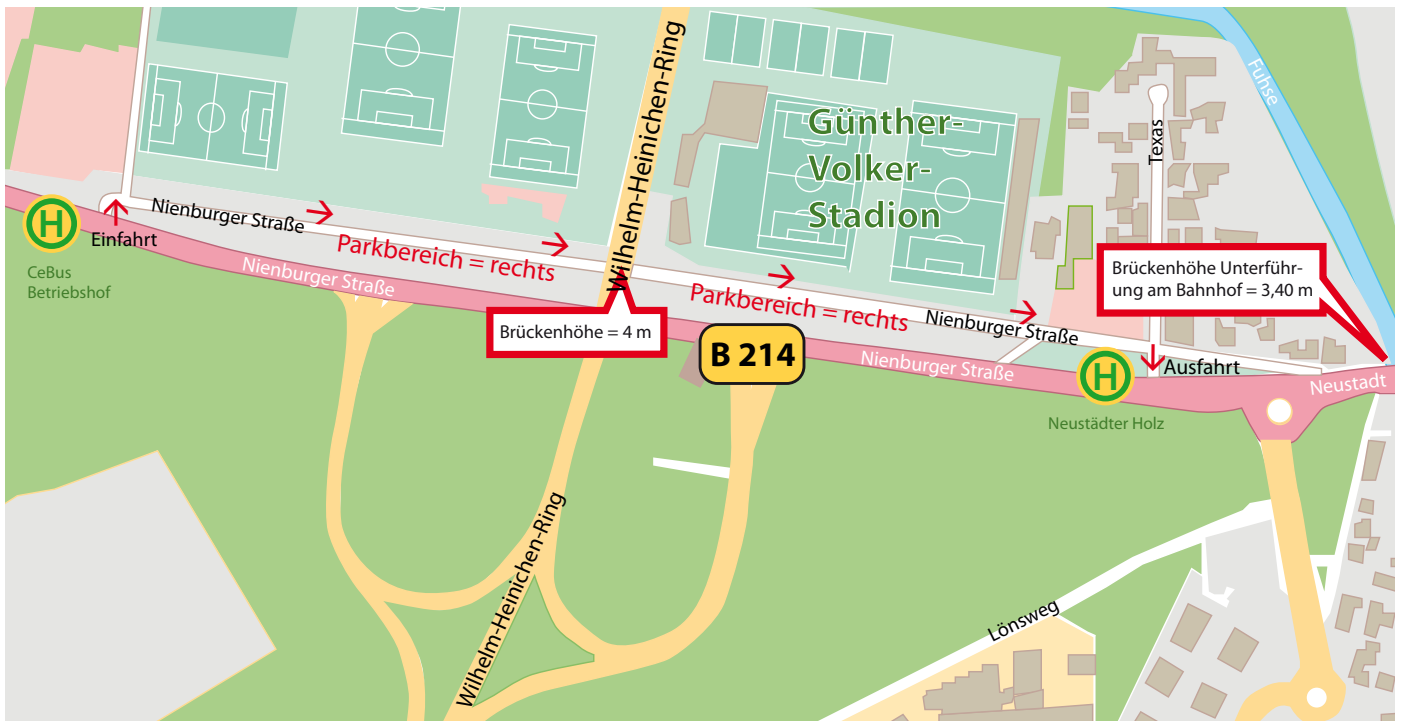 Wilhelm-Heinichen-Ring
Fuhse
Günther-
Volker-
Stadion
Texas
H
Einfahrt
Nienburger Straße
CeBus
Betriebshof
Nienburger Straße
Parkbereich = rechts
Brückenhöhe = 4 m
Parkbereich = rechts
B 214
Nienburger Straße
Nienburger Straße
Brückenhöhe Unterführ-
ung am Bahnhof = 3,40 m
H
Ausfahrt
Neustadt
Neustädter Holz
Wilhelm-Heinichen-Ring
Lönsweg